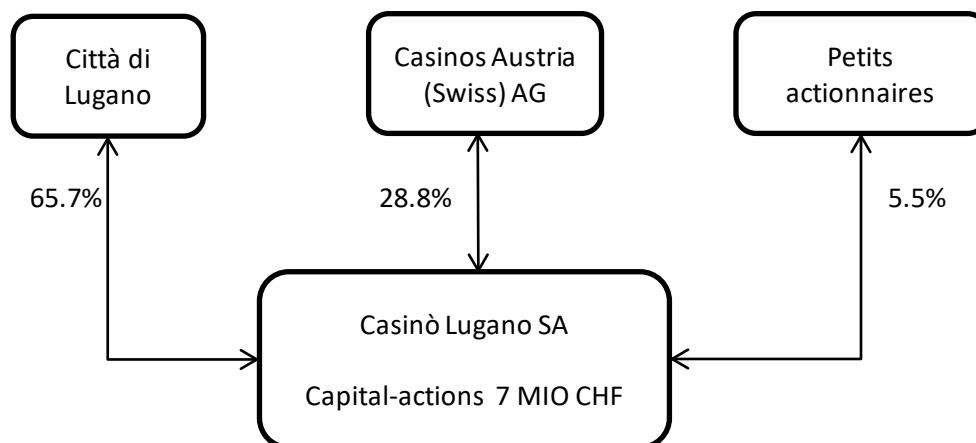 Città di
Lugano
Casinos Austria
(Swiss) AG
Petits
actionnaires
65.7%
28.8%
5.5%
Casinò Lugano SA
Capital-actions 7 MIO CHF